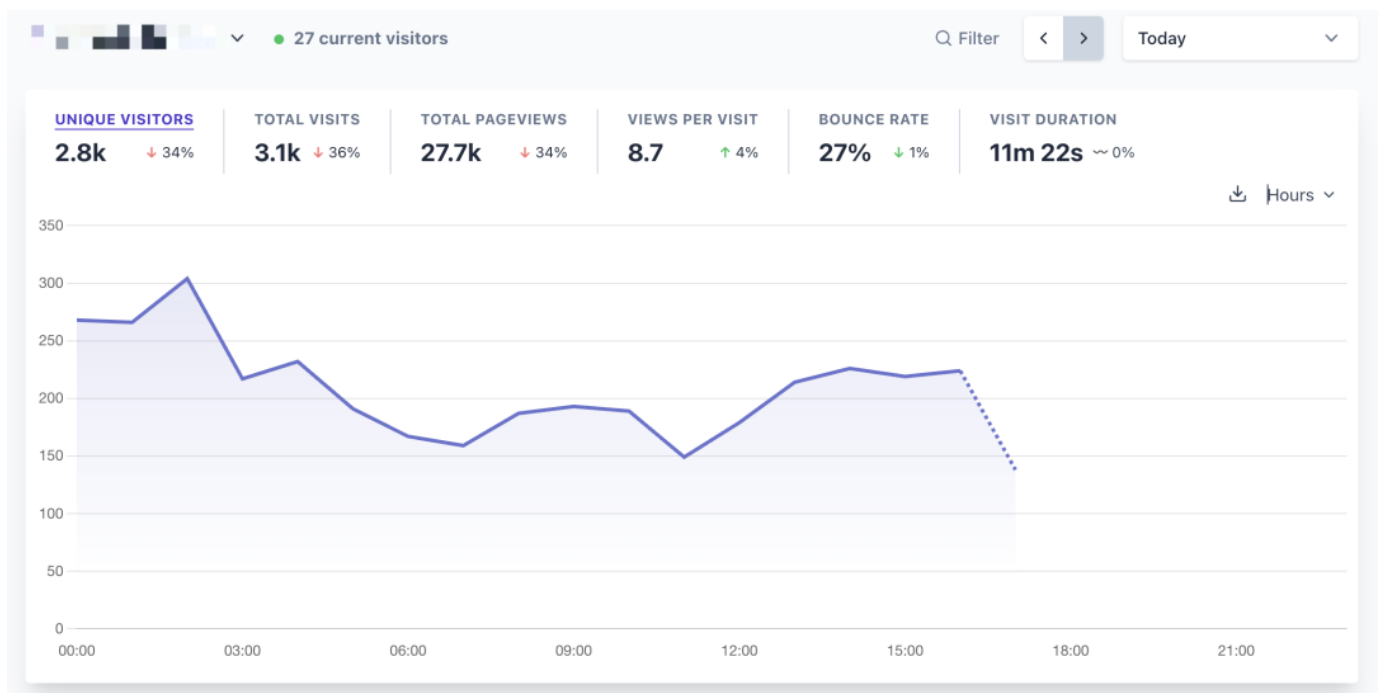 27 current visitors Filter Today
UNIQUE VISITORS TOTAL VISITS TOTAL PAGEVIEWS VIEWS PER VISIT BOUNCE RATE VISIT DURATION
2.8k ↓ 34% 3.1k ↓ 36% 27.7k ↓ 34% 8.7 ↑ 4% 27% ↓ 1% 11m 22s 〰 0%
Hours
350
300
250
200
150
100
50
0
00:00 03:00 06:00 09:00 12:00 15:00 18:00 21:00